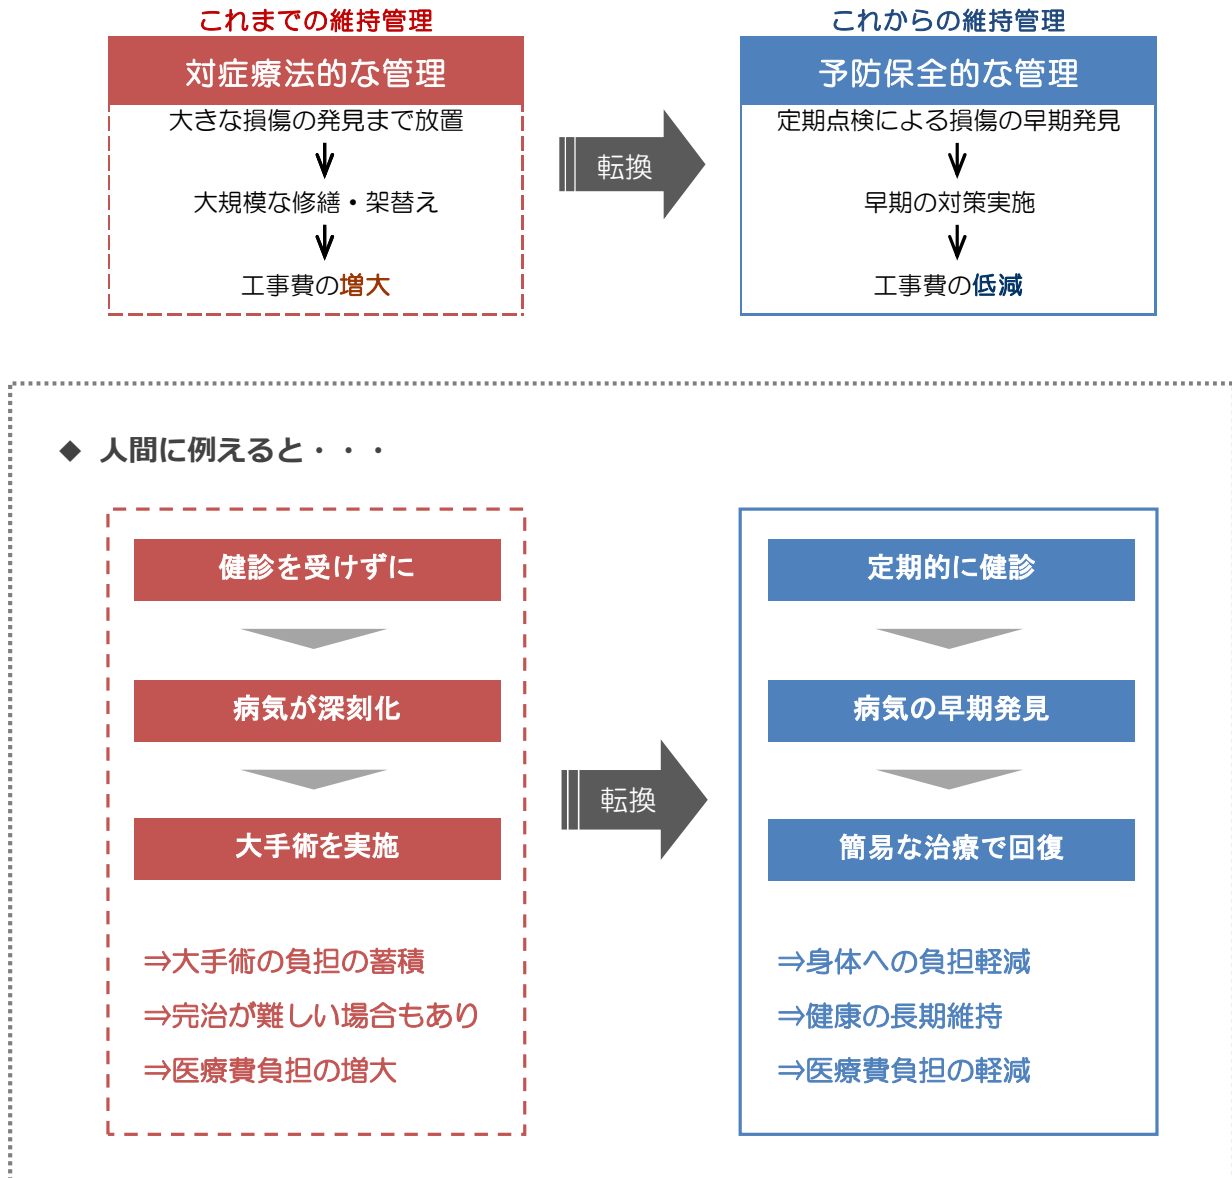 これまでの維持管理
対症療法的な管理
大きな損傷の発見まで放置
大規模な修繕・架替え
工事費の増大
転換
これからの維持管理
予防保全的な管理
定期点検による損傷の早期発見
早期の対策実施
工事費の低減
◆ 人間に例えると・・・
健診を受けずに
病気が深刻化
大手術を実施
⇒大手術の負担の蓄積
⇒完治が難しい場合もあり
⇒医療費負担の増大
転換
定期的に健診
病気の早期発見
簡易な治療で回復
⇒身体への負担軽減
⇒健康の長期維持
⇒医療費負担の軽減